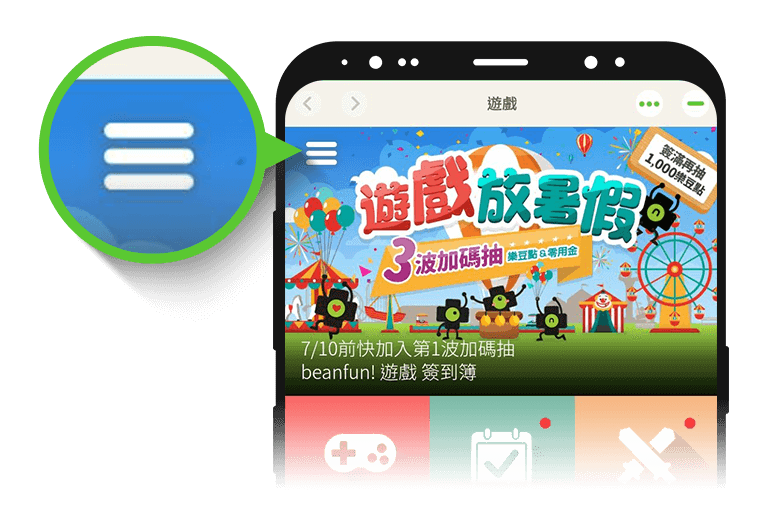 遊戲
簽滿再抽
1,000樂豆點
遊戲放暑假
3波加碼抽 樂豆點&零用金
7/10前快加入第1波加碼抽
beanfun! 遊戲 簽到簿